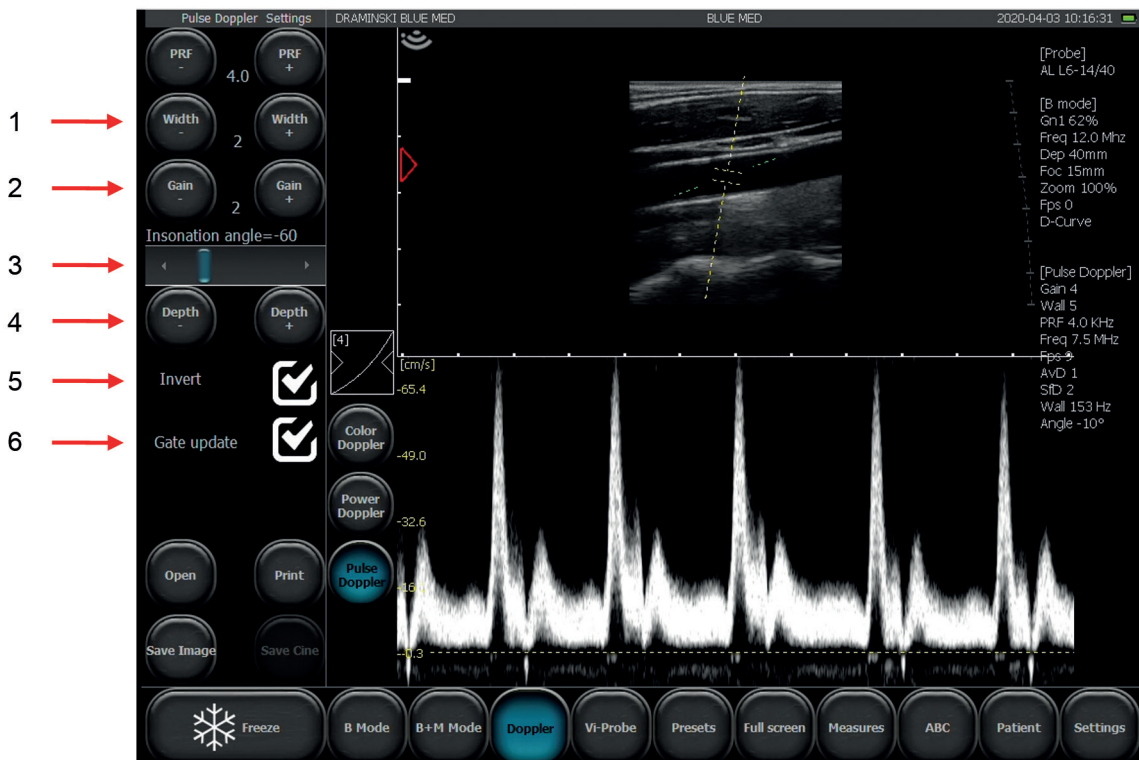 Pulse Doppler Settings
DRAMINSKI BLUE MED
BLUE MED
2020-04-03 10:16:31
PRF
-
4.0
PRF
+
1
Width
-
2
Width
+
2
Gain
-
2
Gain
+
Insonation angle=-60
3
4
Depth
-
Depth
+
5
Invert
6
Gate update
Open
Print
Save Image
Save Cine
[Probe]
AL L6-14/40
[B mode]
Gn1 62%
Freq 12.0 Mhz
Dep 40mm
Foc 15mm
Zoom 100%
Fps 0
D-Curve
[Pulse Doppler]
Gain 4
Wall 5
PRF 4.0 KHz
Freq 7.5 MHz
Fps 9
AvD 1
SfD 2
Wall 153 Hz
Angle -10°
[4]
[cm/s]
-65.4
-49.0
-32.6
-16.
-0.3
Color
Doppler
Power
Doppler
Pulse
Doppler
Freeze
B Mode
B+M Mode
Doppler
Vi-Probe
Presets
Full screen
Measures
ABC
Patient
Settings